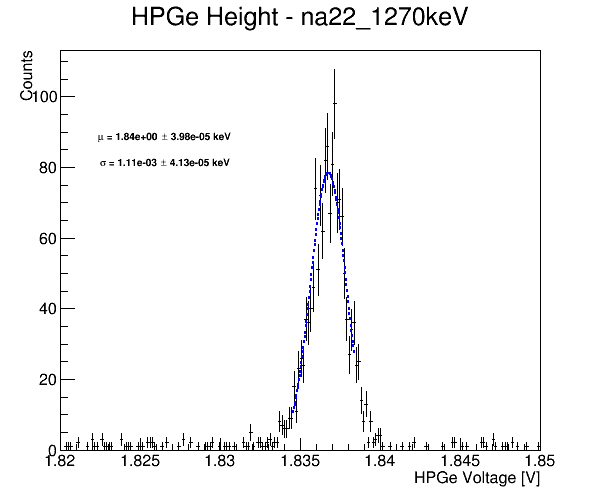 HPGe Height - na22_1270keV
Counts
100
80
60
40
20
0
μ = 1.84e+00 ± 3.98e-05 keV
σ = 1.11e-03 ± 4.13e-05 keV
1.82 1.825 1.83 1.835 1.84 1.845 1.85
HPGe Voltage [V]